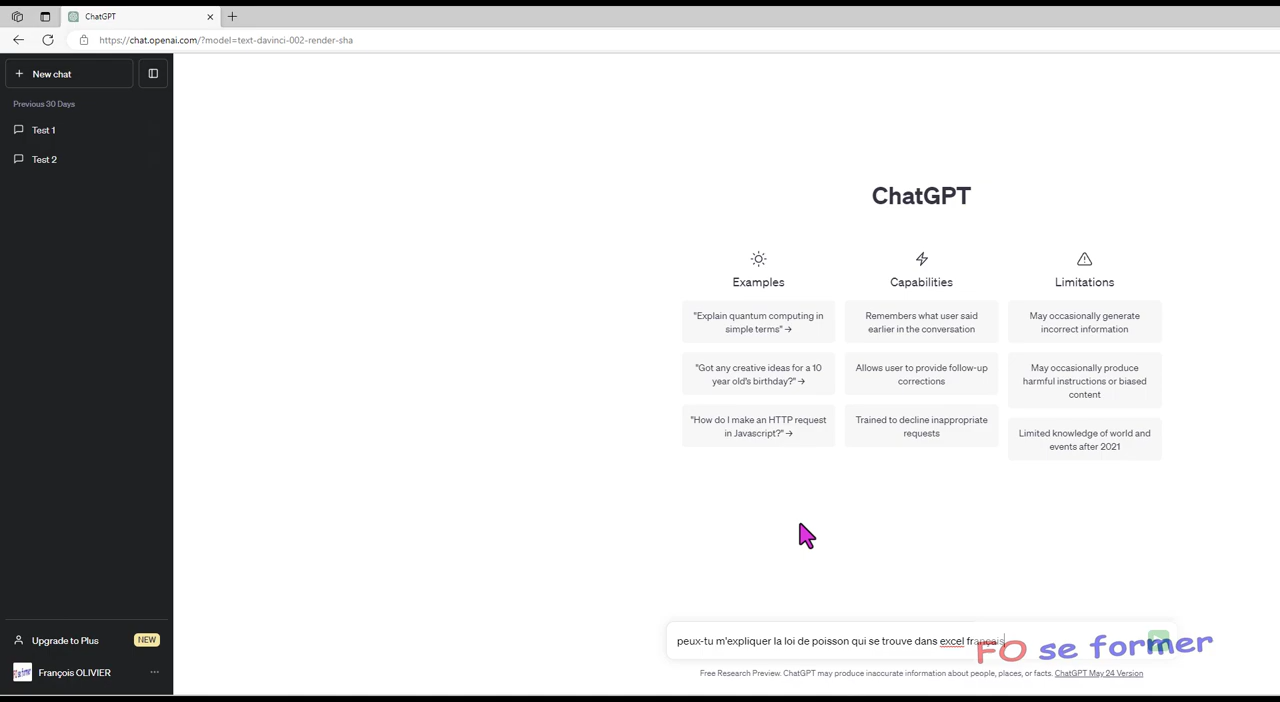 ChatGPT
https://chat.openai.com/?model=text-davinci-002-render-sha
New chat
Previous 30 Days
Test 1
Test 2
ChatGPT
Examples
"Explain quantum computing in
simple terms" →
"Got any creative ideas for a 10
year old's birthday?" →
"How do I make an HTTP request
in Javascript?" →
Capabilities
Remembers what user said
earlier in the conversation
Allows user to provide follow-up
corrections
Trained to decline inappropriate
requests
Limitations
May occasionally generate
incorrect information
May occasionally produce
harmful instructions or biased
content
Limited knowledge of world and
events after 2021
peux-tu m'expliquer la loi de poisson qui se trouve dans excel francais
FO se former
Free Research Preview. ChatGPT may produce inaccurate information about people, places, or facts. ChatGPT May 24 Version
Upgrade to Plus NEW
François OLIVIER